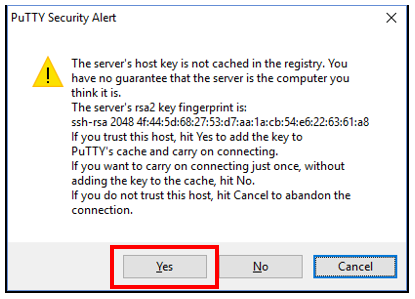 PuTTY Security Alert
The server's host key is not cached in the registry. You
have no guarantee that the server is the computer you
think it is.
The server's rsa2 key fingerprint is:
ssh-rsa 2048 4f:44:5d:68:27:53:d7:aa:1a:cb:54:e6:22:63:61:a8
If you trust this host, hit Yes to add the key to
PuTTY's cache and carry on connecting.
If you want to carry on connecting just once, without
adding the key to the cache, hit No.
If you do not trust this host, hit Cancel to abandon the
connection.
Yes No Cancel